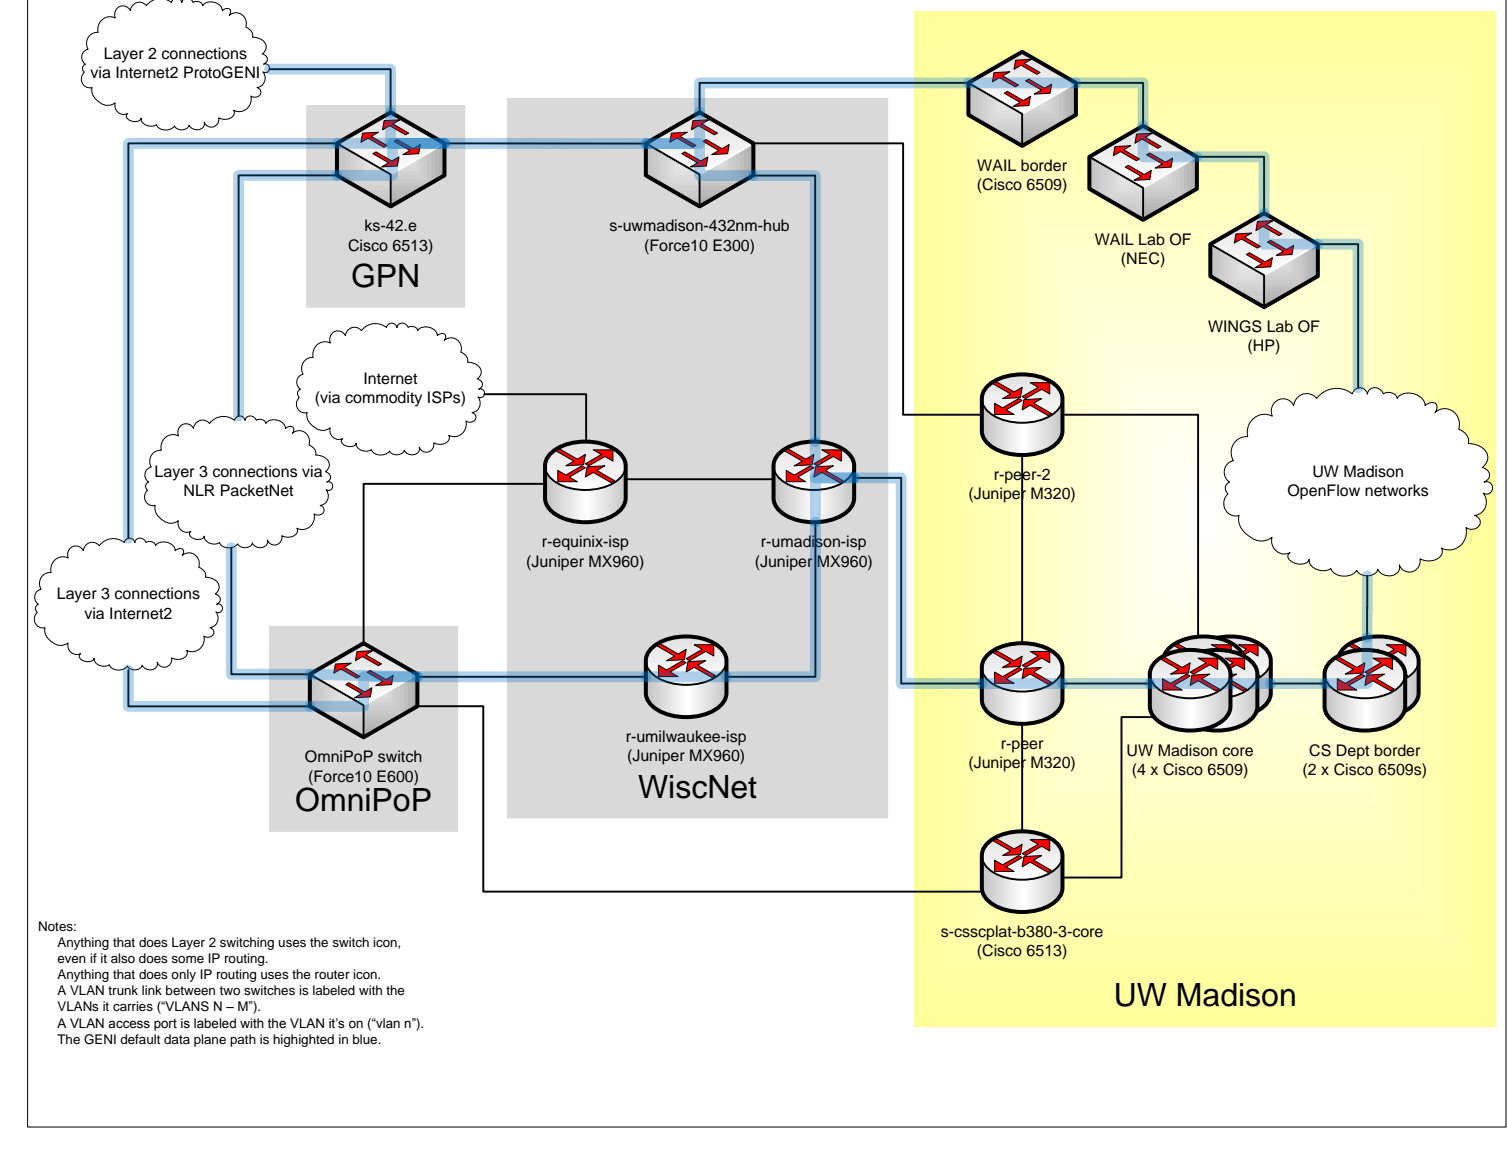 Layer 2 connections
via Internet2 ProtoGENI
ks-42.e
Cisco 6513)
GPN
s-uwmadison-432nm-hub
(Force10 E300)
WAIL border
(Cisco 6509)
WAIL Lab OF
(NEC)
WINGS Lab OF
(HP)
Internet
(via commodity ISPs)
Layer 3 connections via
NLR PacketNet
r-peer-2
(Juniper M320)
UW Madison
OpenFlow networks
r-equinix-isp
(Juniper MX960)
r-umadison-isp
(Juniper MX960)
Layer 3 connections
via Internet2
OmniPoP switch
(Force10 E600)
OmniPoP
r-umilwaukee-isp
(Juniper MX960)
WiscNet
r-peer
(Juniper M320)
UW Madison core
(4 x Cisco 6509)
CS Dept border
(2 x Cisco 6509s)
s-csscplat-b380-3-core
(Cisco 6513)
UW Madison
Notes:
Anything that does Layer 2 switching uses the switch icon,
even if it also does some IP routing.
Anything that does only IP routing uses the router icon.
A VLAN trunk link between two switches is labeled with the
VLANs it carries (“VLANS N – M”).
A VLAN access port is labeled with the VLAN it’s on (“vlan n”).
The GENI default data plane path is highighted in blue.